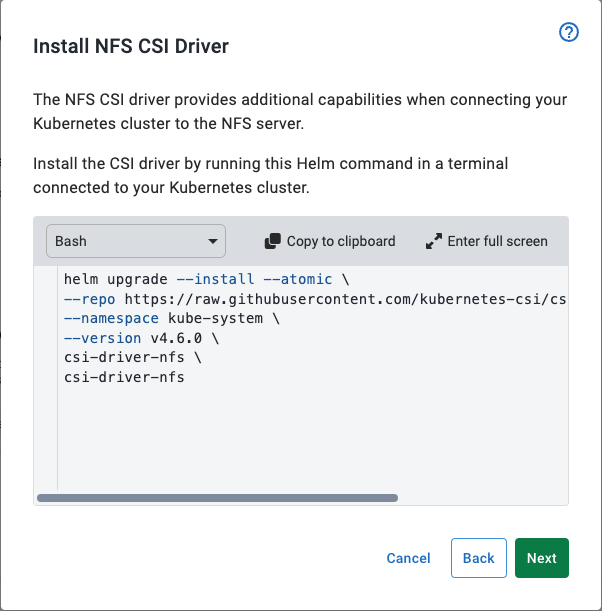 Install NFS CSI Driver
The NFS CSI driver provides additional capabilities when connecting your
Kubernetes cluster to the NFS server.
Install the CSI driver by running this Helm command in a terminal
connected to your Kubernetes cluster.
Bash
Copy to clipboard
Enter full screen
helm upgrade --install --atomic \
--repo https://raw.githubusercontent.com/kubernetes-csi/cs
--namespace kube-system \
--version v4.6.0 \
csi-driver-nfs \
csi-driver-nfs
Cancel
Back
Next